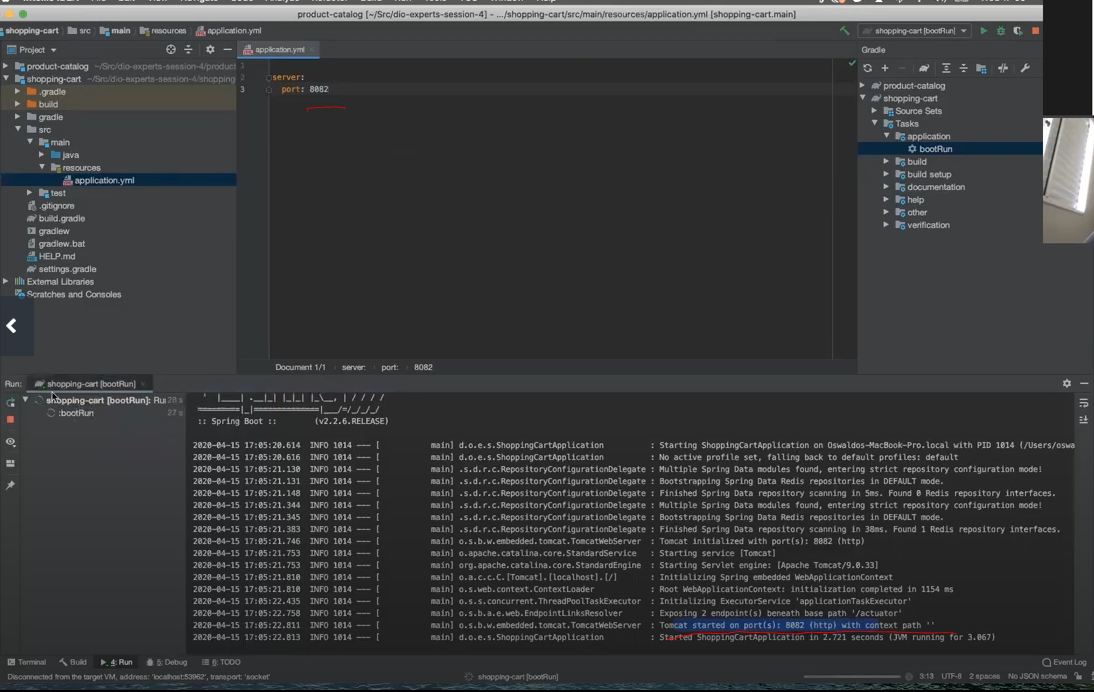 product-catalog [~/Src/dio-experts-session-4] - .../shopping-cart/src/main/resources/application.yml [shopping-cart.main]
shopping-cart src main resources application.yml
shopping-cart [bootRun]
Project
application.yml
Gradle
product-catalog ~/Src/dio-experts-session-4/product
shopping-cart ~/Src/dio-experts-session-4/shopping
.gradle
build
gradle
src
main
java
resources
application.yml
test
.gitignore
build.gradle
gradlew
gradlew.bat
HELP.md
settings.gradle
External Libraries
Scratches and Consoles
1
2 server:
3 port: 8082
Document 1/1 server: port: 8082
product-catalog
shopping-cart
Source Sets
Tasks
application
bootRun
build
build setup
documentation
help
other
verification
Run: shopping-cart [bootRun]
shopping-cart [bootRun]: Ru 28 s
:bootRun 27 s
' |____| .__|_| |_|_| |_\__, | / / / /
=========|_|==============|___/=/_/_/_/
:: Spring Boot :: (v2.2.6.RELEASE)
2020-04-15 17:05:20.614 INFO 1014 --- [ main] d.o.e.s.ShoppingCartApplication : Starting ShoppingCartApplication on Oswaldos-MacBook-Pro.local with PID 1014 (/Users/oswa
2020-04-15 17:05:20.616 INFO 1014 --- [ main] d.o.e.s.ShoppingCartApplication : No active profile set, falling back to default profiles: default
2020-04-15 17:05:21.130 INFO 1014 --- [ main] .s.d.r.c.RepositoryConfigurationDelegate : Multiple Spring Data modules found, entering strict repository configuration mode!
2020-04-15 17:05:21.131 INFO 1014 --- [ main] .s.d.r.c.RepositoryConfigurationDelegate : Bootstrapping Spring Data Redis repositories in DEFAULT mode.
2020-04-15 17:05:21.148 INFO 1014 --- [ main] .s.d.r.c.RepositoryConfigurationDelegate : Finished Spring Data repository scanning in 5ms. Found 0 Redis repository interfaces.
2020-04-15 17:05:21.344 INFO 1014 --- [ main] .s.d.r.c.RepositoryConfigurationDelegate : Multiple Spring Data modules found, entering strict repository configuration mode!
2020-04-15 17:05:21.345 INFO 1014 --- [ main] .s.d.r.c.RepositoryConfigurationDelegate : Bootstrapping Spring Data Redis repositories in DEFAULT mode.
2020-04-15 17:05:21.383 INFO 1014 --- [ main] .s.d.r.c.RepositoryConfigurationDelegate : Finished Spring Data repository scanning in 38ms. Found 1 Redis repository interfaces.
2020-04-15 17:05:21.746 INFO 1014 --- [ main] o.s.b.w.embedded.tomcat.TomcatWebServer : Tomcat initialized with port(s): 8082 (http)
2020-04-15 17:05:21.753 INFO 1014 --- [ main] o.apache.catalina.core.StandardService : Starting service [Tomcat]
2020-04-15 17:05:21.753 INFO 1014 --- [ main] org.apache.catalina.core.StandardEngine : Starting Servlet engine: [Apache Tomcat/9.0.33]
2020-04-15 17:05:21.810 INFO 1014 --- [ main] o.a.c.c.C.[Tomcat].[localhost].[/] : Initializing Spring embedded WebApplicationContext
2020-04-15 17:05:21.810 INFO 1014 --- [ main] o.s.web.context.ContextLoader : Root WebApplicationContext: initialization completed in 1154 ms
2020-04-15 17:05:22.435 INFO 1014 --- [ main] o.s.s.concurrent.ThreadPoolTaskExecutor : Initializing ExecutorService 'applicationTaskExecutor'
2020-04-15 17:05:22.758 INFO 1014 --- [ main] o.s.b.a.e.web.EndpointLinksResolver : Exposing 2 endpoint(s) beneath base path '/actuator'
2020-04-15 17:05:22.811 INFO 1014 --- [ main] o.s.b.w.embedded.tomcat.TomcatWebServer : Tomcat started on port(s): 8082 (http) with context path ''
2020-04-15 17:05:22.813 INFO 1014 --- [ main] d.o.e.s.ShoppingCartApplication : Started ShoppingCartApplication in 2.721 seconds (JVM running for 3.067)
Terminal Build 4: Run 5: Debug 6: TODO Event Log
Disconnected from the target VM, address: 'localhost:53962', transport: 'socket' shopping-cart [bootRun] 3:13 UTF-8 2 spaces No JSON schema